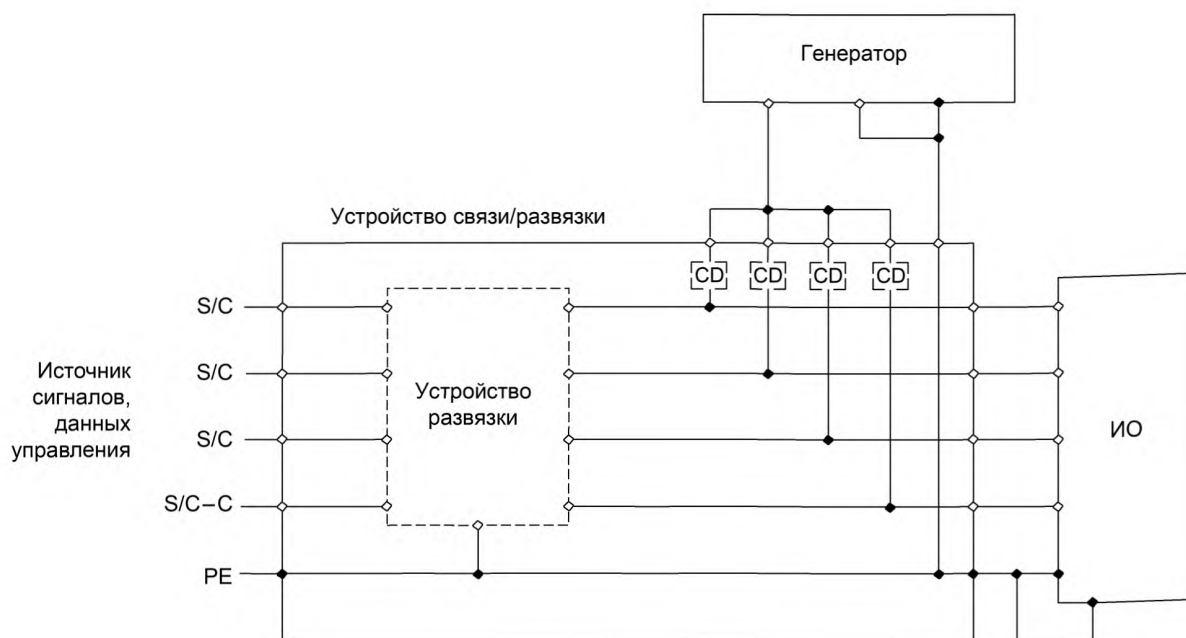 Генератор
Устройство связи/развязки
CD CD CD CD
S/C
S/C
S/C
S/C–C
PE
Источник
сигналов,
данных
управления
Устройство
развязки
ИО